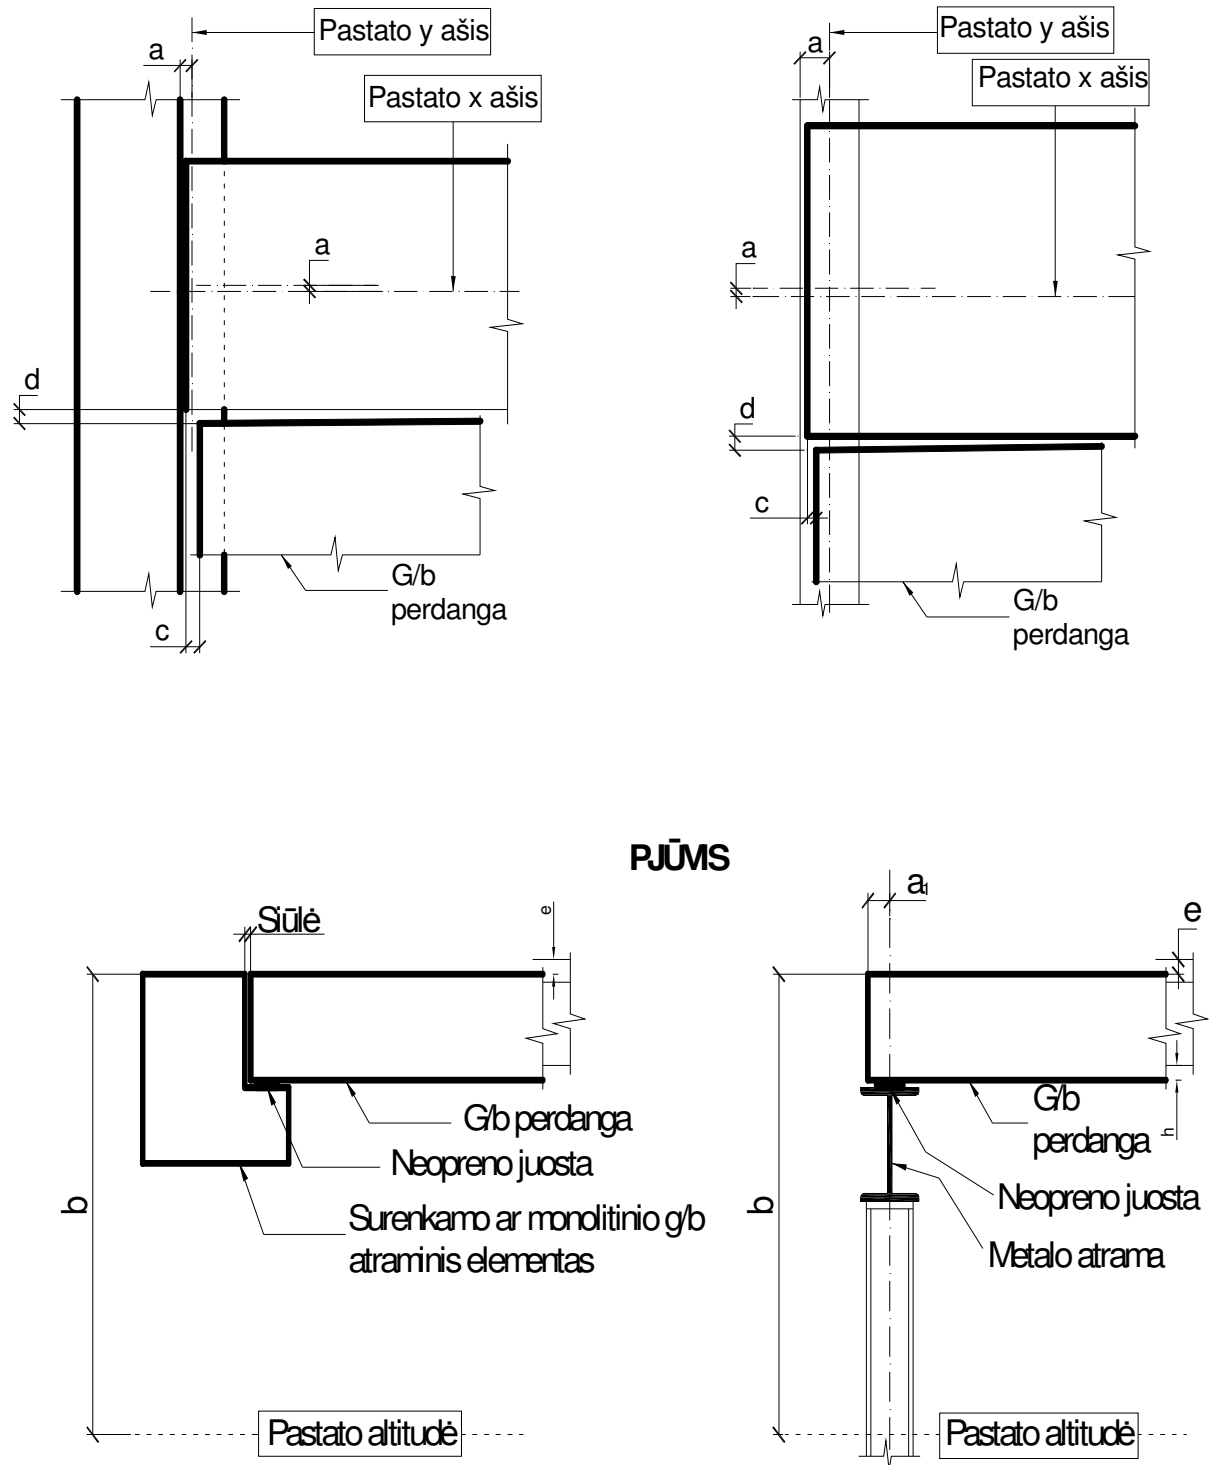 Pastato y ašis
a
Pastato x ašis
a
d
G/b
perdanga
c
Pastato y ašis
a
Pastato x ašis
a
d
c
G/b
perdanga
PJŪMS
Siūlė
e
G/b perdanga
Neopreno juosta
b
Surenkamo ar monolitinio g/b
atraminis elementas
Pastato altitudė
a1
e
G/b
perdanga
h
Neopreno juosta
b
Metalo atrama
Pastato altitudė